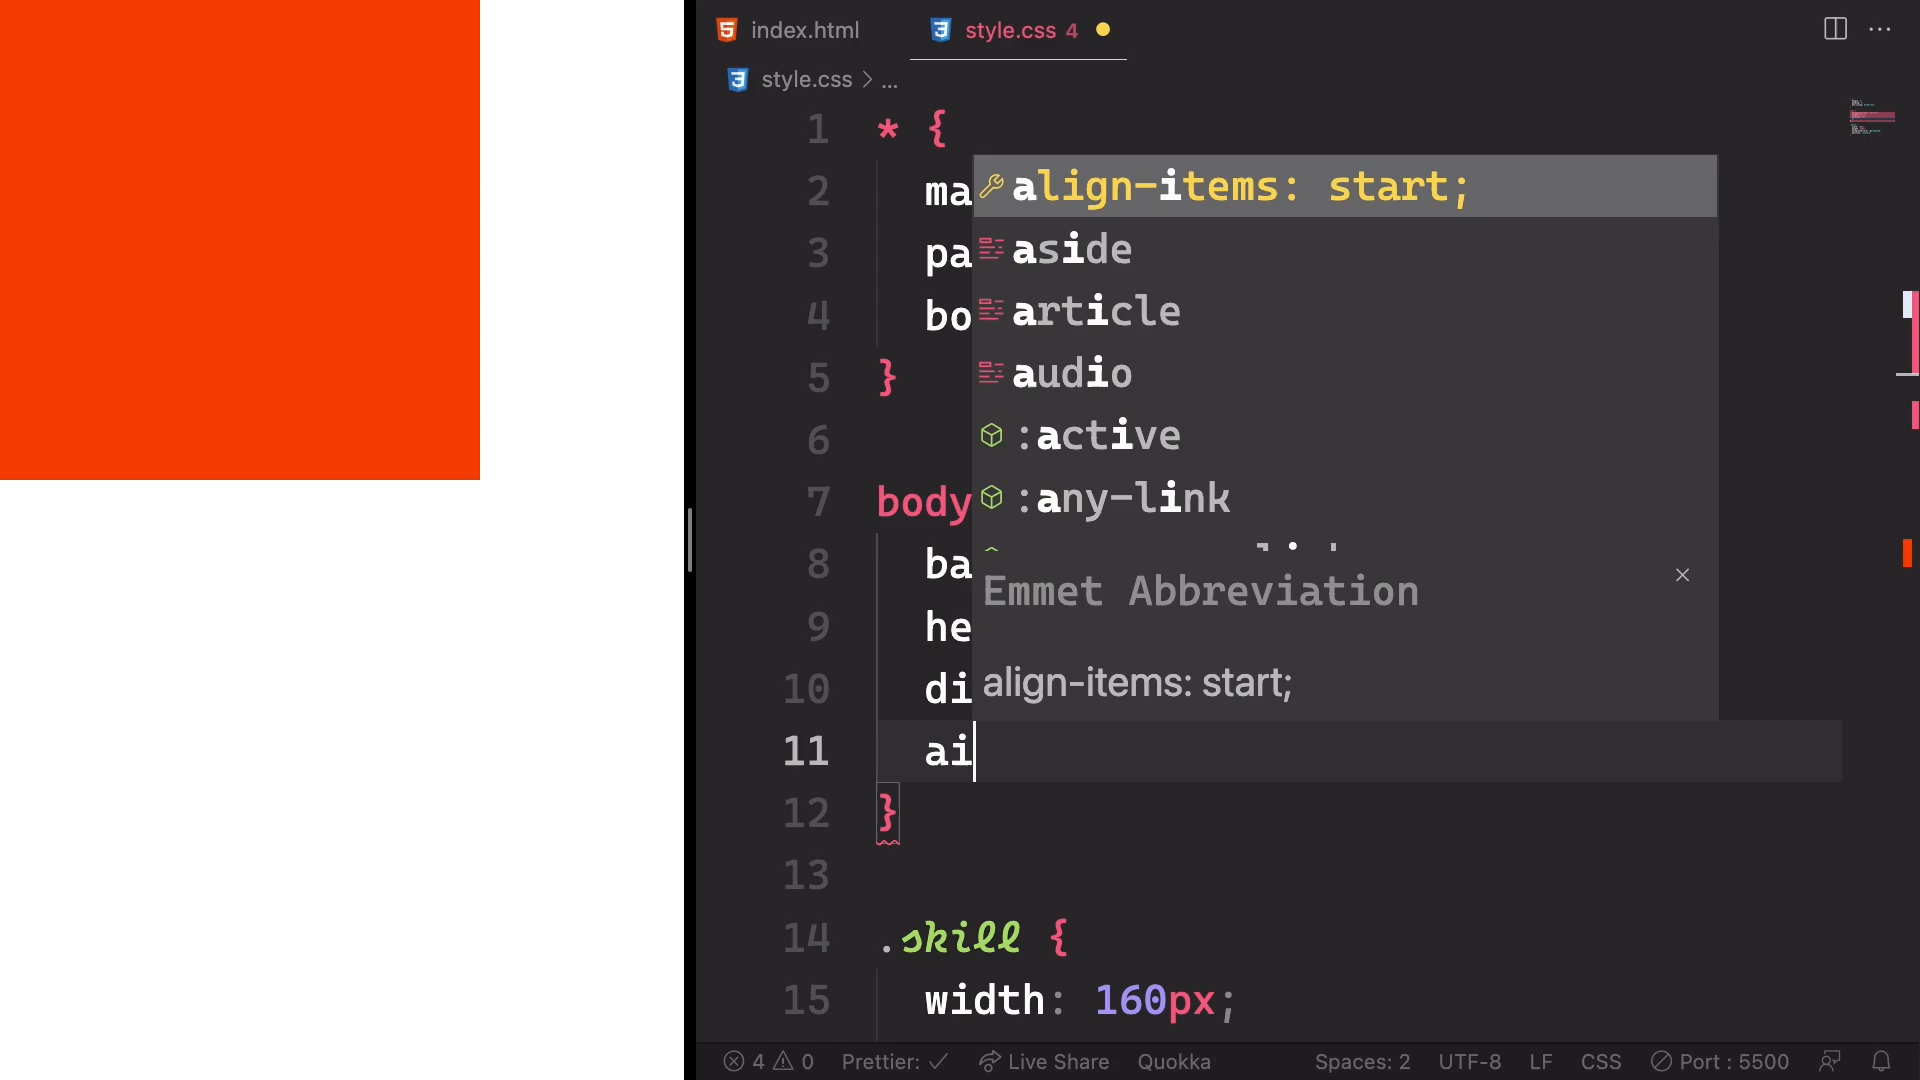 index.html
style.css 4
style.css > ...
1 * {
2 ma
3 pa
4 bo
5 }
6
7 body
8 ba
9 he
10 di
11 ai
12 }
13
14 .skill {
15 width: 160px;
align-items: start;
aside
article
audio
:active
:any-link
Emmet Abbreviation
align-items: start;
4 0 Prettier: ✓ Live Share Quokka Spaces: 2 UTF-8 LF CSS Port : 5500